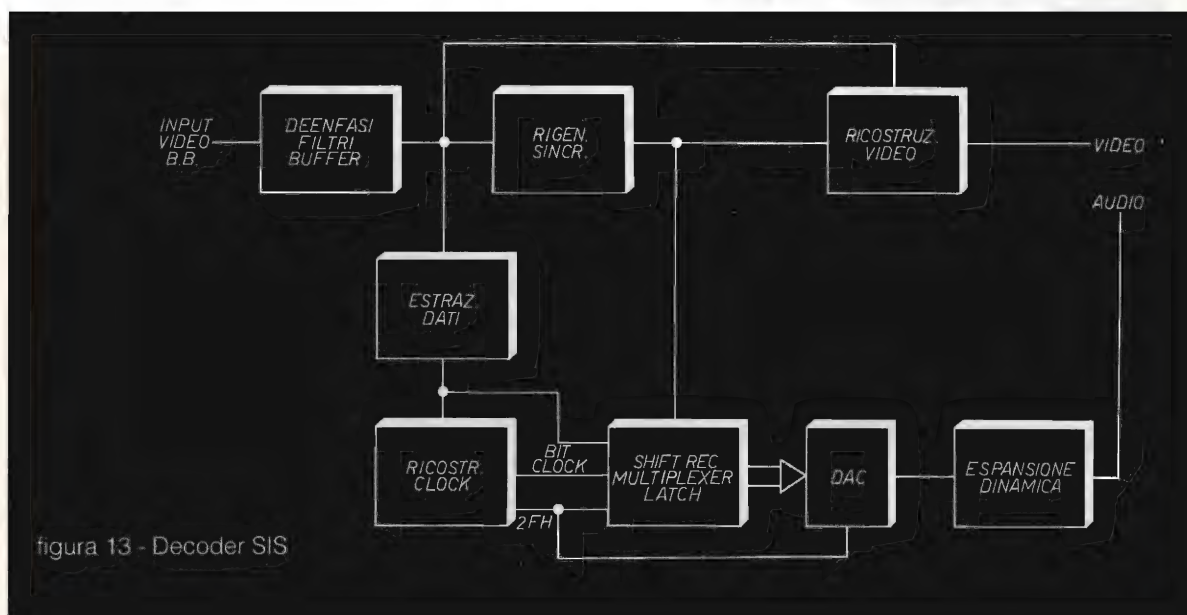 INPUT
VIDEO
B.B.
DEENFASI
FILTRI
BUFFER
RIGEN.
SINCR.
RICOSTRUZ.
VIDEO
VIDEO
AUDIO
ESTRAZ.
DATI
RICOSTR.
CLOCK
BIT
CLOCK
2FH
SHIFT REC
MULTIPLEXER
LATCH
DAC
ESPANSIONE
DINAMICA
figura 13 - Decoder SIS